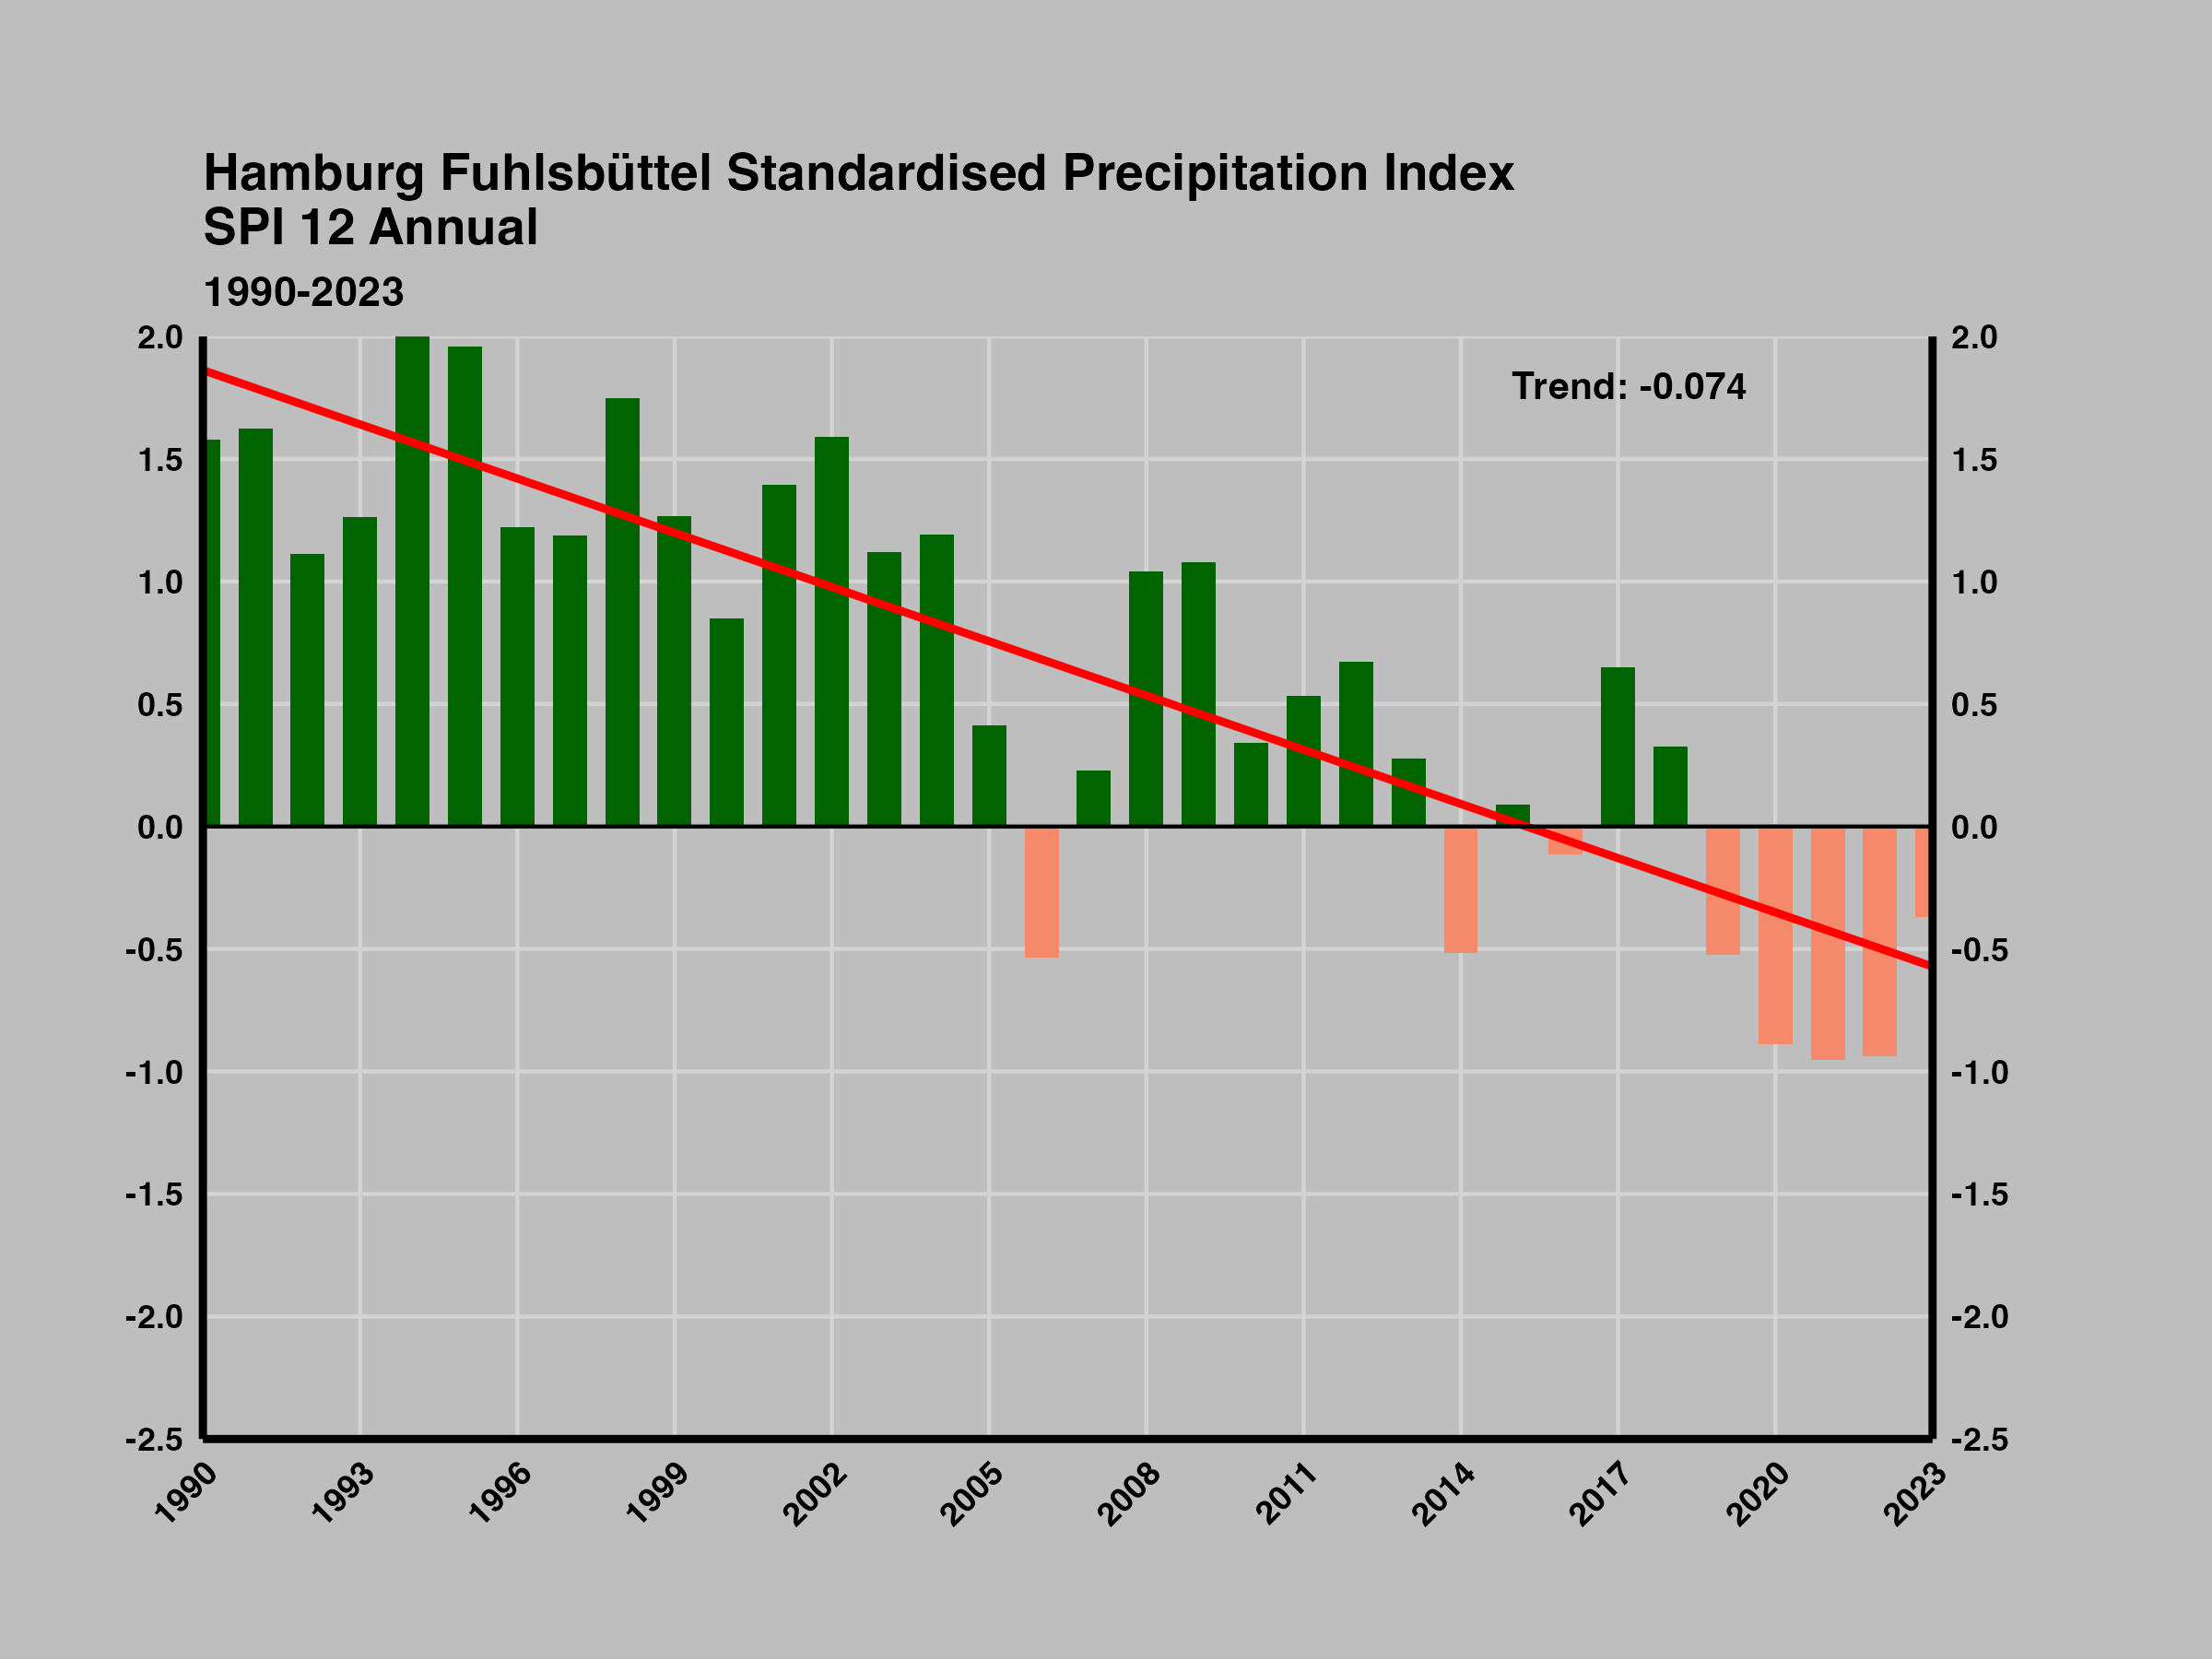 Hamburg Fuhlsbüttel Standardised Precipitation Index
SPI 12 Annual
1990-2023
Trend: -0.074
2.0 2.0
1.5 1.5
1.0 1.0
0.5 0.5
0.0 0.0
-0.5 -0.5
-1.0 -1.0
-1.5 -1.5
-2.0 -2.0
-2.5 -2.5
1990 1993 1996 1999 2002 2005 2008 2011 2014 2017 2020 2023